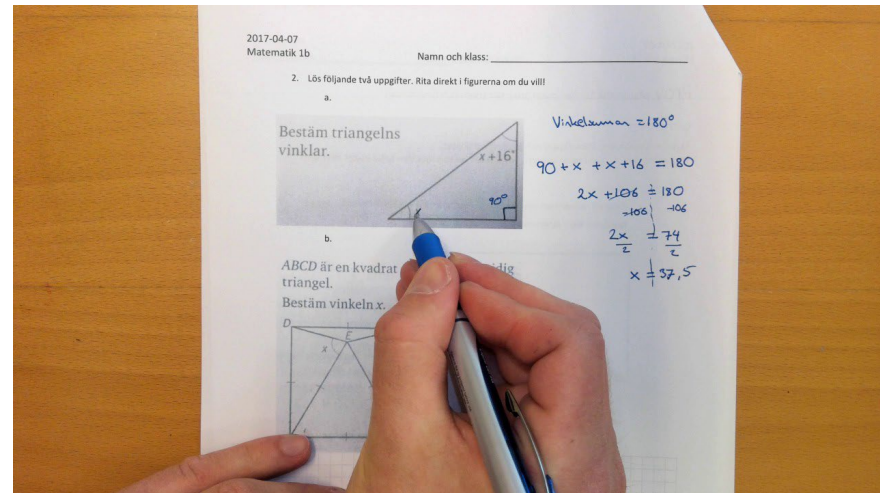 2017-04-07
Matematik 1b
Namn och klass:
2. Lös följande två uppgifter. Rita direkt i figurerna om du vill!
a.
Bestäm triangelns
vinklar.
x+16°
90°
x
Vinkelsumman = 180°
90 + x + x + 16 = 180
2x + 106 = 180
-106 -106
2x = 74
2 2
x = 37,5
b.
ABCD är en kvadrat
dig
triangel.
Bestäm vinkeln x.
D
E
x